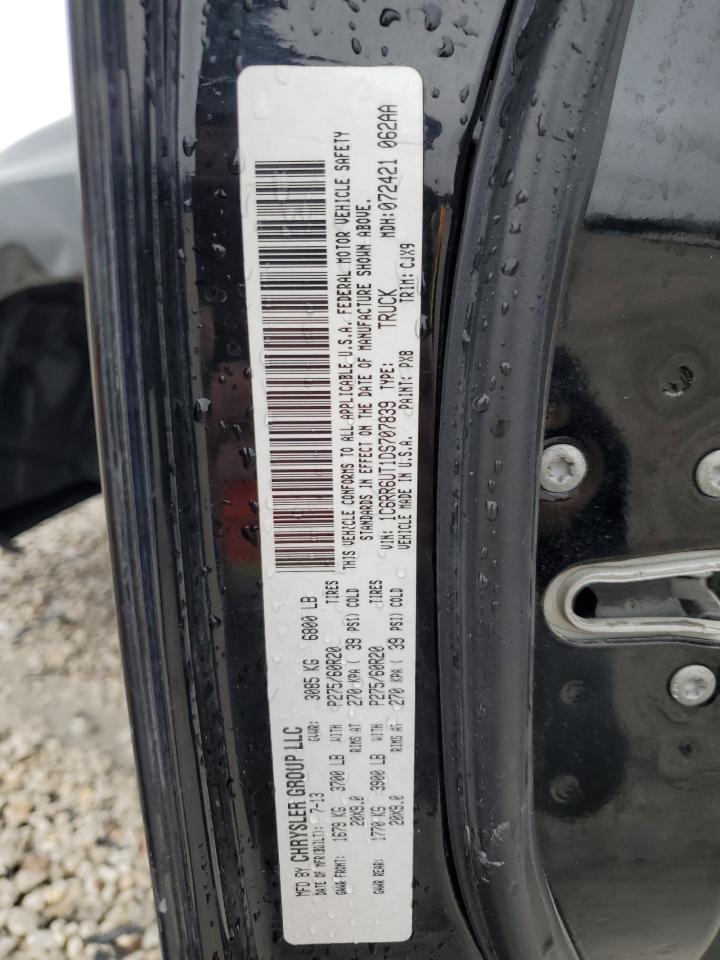 MFD BY CHRYSLER GROUP LLC
DATE OF MFR(BUILT): 7-13 GVWR: 3085 KG 6800 LB
GAWR FRONT: 1679 KG 3700 LB WITH P275/60R20 TIRES
20X9.0 RIMS AT 270 KPA ( 39 PSI) COLD
GAWR REAR: 1770 KG 3900 LB WITH P275/60R20 TIRES
20X9.0 RIMS AT 270 KPA ( 39 PSI) COLD
THIS VEHICLE CONFORMS TO ALL APPLICABLE U.S.A. FEDERAL MOTOR VEHICLE SAFETY
STANDARDS IN EFFECT ON THE DATE OF MANUFACTURE SHOWN ABOVE.
VIN: 1C6RR6UT1DS707839 TYPE: TRUCK MDH:072421 062AA
VEHICLE MADE IN U.S.A. PAINT: PX8 TRIM: CJX9